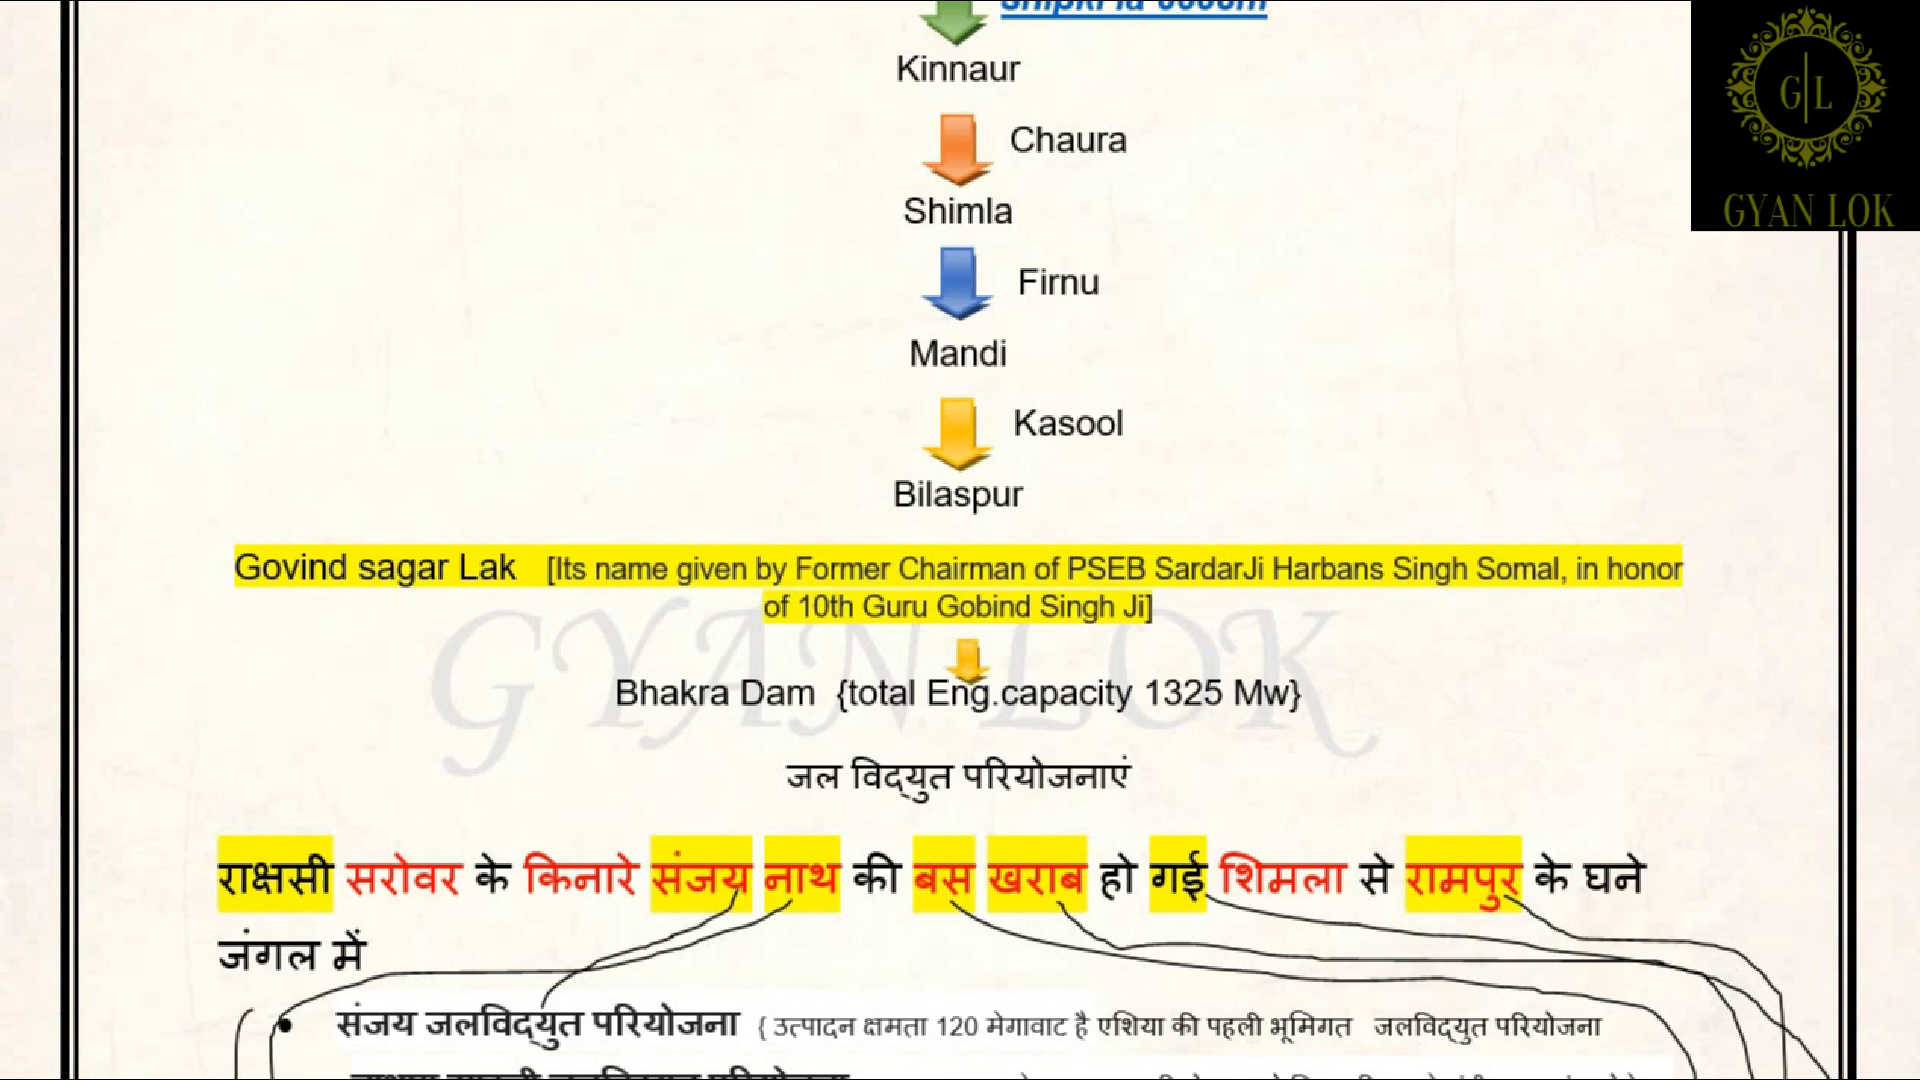 Kinnaur
Chaura
Shimla
Firnu
Mandi
Kasool
Bilaspur
Govind sagar Lak [Its name given by Former Chairman of PSEB SardarJi Harbans Singh Somal, in honor
of 10th Guru Gobind Singh Ji]
Bhakra Dam {total Eng.capacity 1325 Mw}
जल विद्युत परियोजनाएं
राक्षसी सरोवर के किनारे संजय नाथ की बस खराब हो गई शिमला से रामपुर के घने
जंगल में
• संजय जलविद्युत परियोजना { उत्पादन क्षमता 120 मेगावाट है एशिया की पहली भूमिगत जलविद्युत परियोजना
G|L
GYAN LOK
GYAN LOK